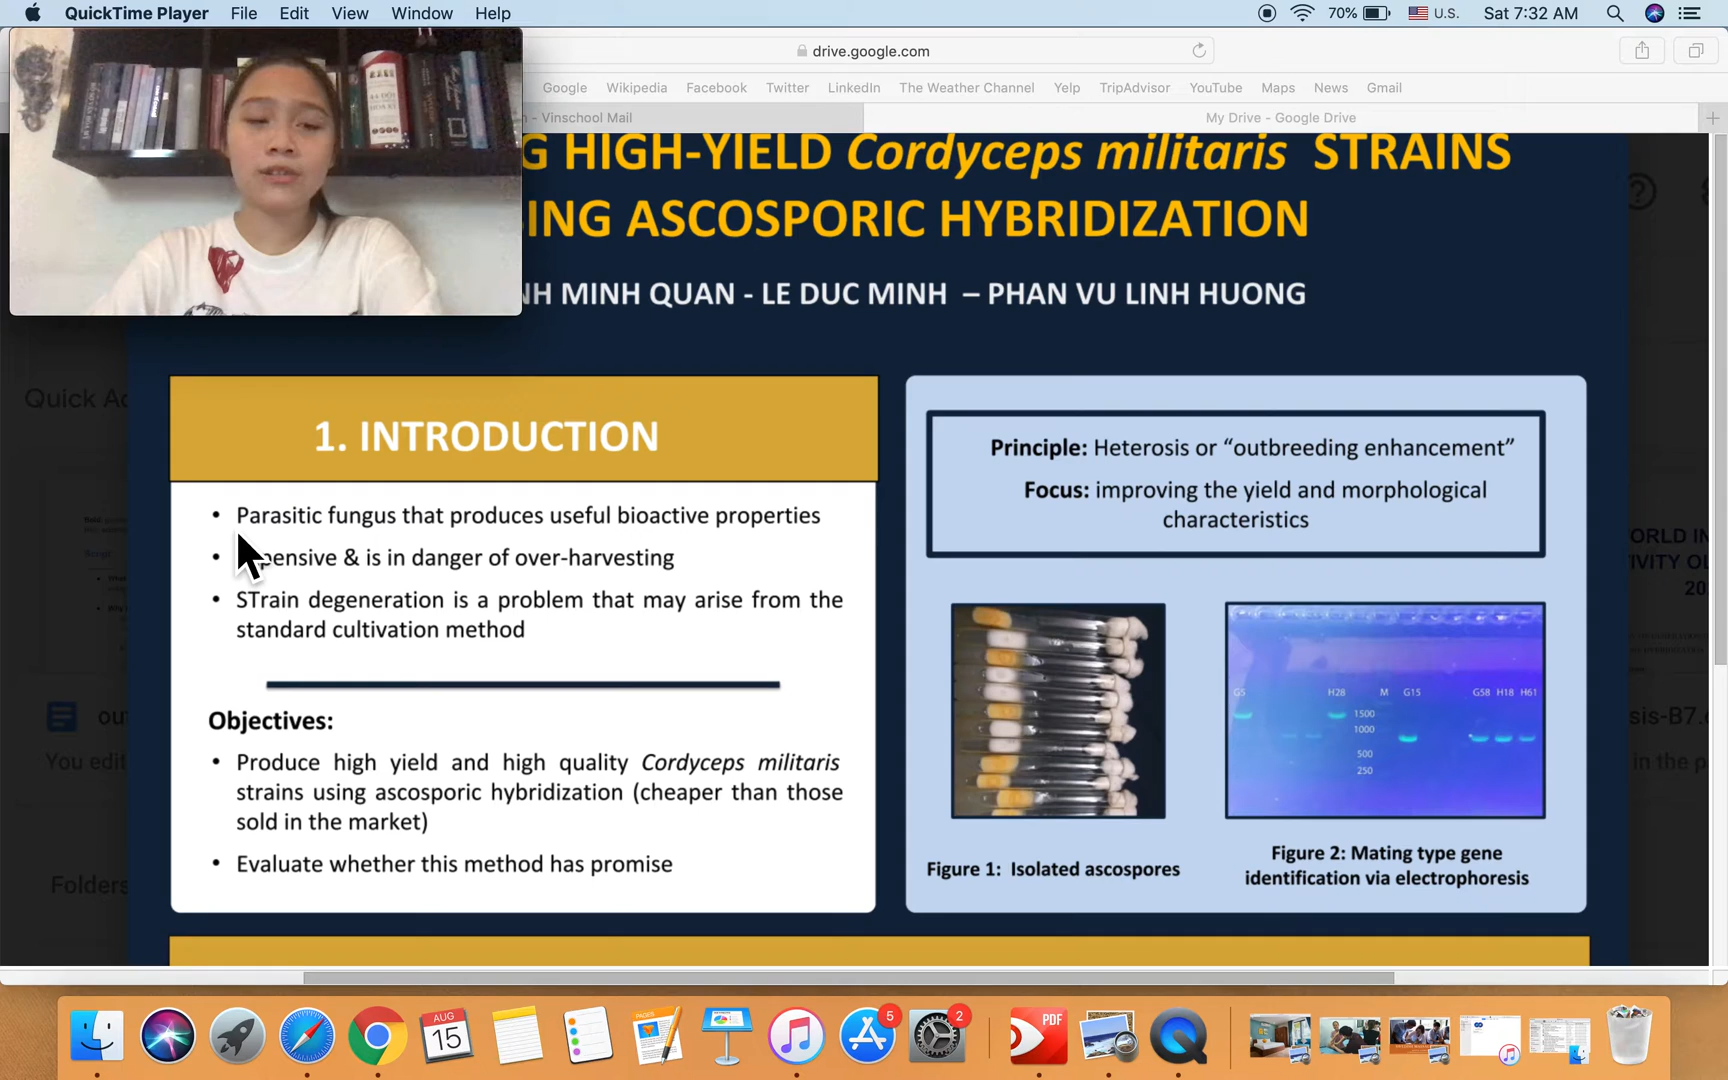 QuickTime Player File Edit View Window Help 70% U.S. Sat 7:32 AM
drive.google.com
Google Wikipedia Facebook Twitter LinkedIn The Weather Channel Yelp TripAdvisor YouTube Maps News Gmail
- Vinschool Mail My Drive - Google Drive
G HIGH-YIELD Cordyceps militaris STRAINS
ING ASCOSPORIC HYBRIDIZATION
NH MINH QUAN - LE DUC MINH – PHAN VU LINH HUONG
Quick Ac
1. INTRODUCTION
• Parasitic fungus that produces useful bioactive properties
• pensive & is in danger of over-harvesting
• STrain degeneration is a problem that may arise from the
standard cultivation method
Objectives:
• Produce high yield and high quality Cordyceps militaris
strains using ascosporic hybridization (cheaper than those
sold in the market)
• Evaluate whether this method has promise
Principle: Heterosis or “outbreeding enhancement”
Focus: improving the yield and morphological
characteristics
G5 H28 M G15 G58 H18 H61
1500
1000
500
250
Figure 1: Isolated ascospores
Figure 2: Mating type gene
identification via electrophoresis
ORLD IN
IVITY OL
20
ou
You edit
sis-B7.
in the p
Folders
AUG
15
PAGES
5
2
PDF